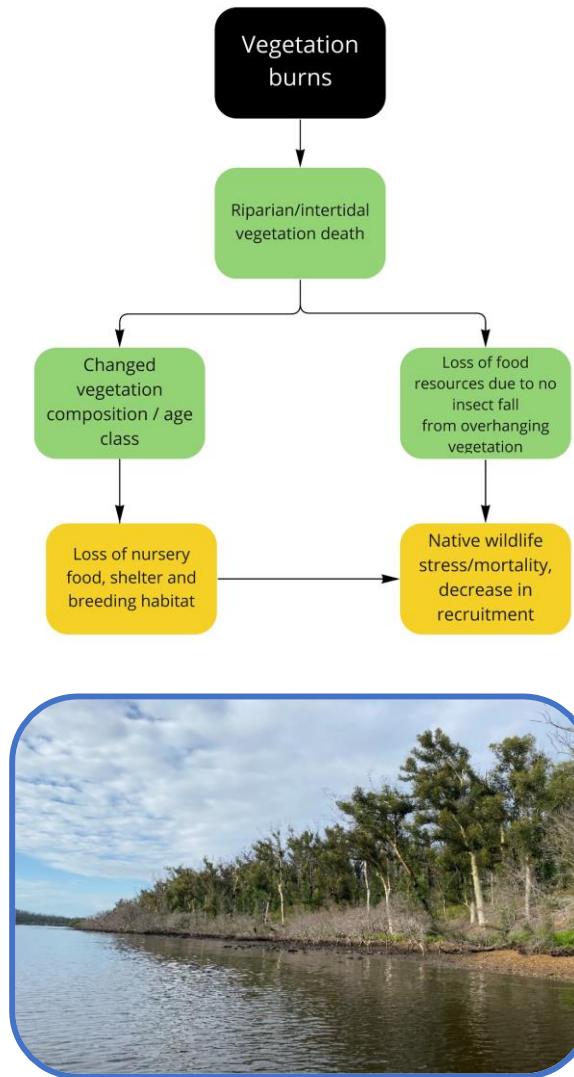 Vegetation
burns
Riparian/intertidal
vegetation death
Changed
vegetation
composition / age
class
Loss of food
resources due to no
insect fall
from overhanging
vegetation
Loss of nursery
food, shelter and
breeding habitat
Native wildlife
stress/mortality,
decrease in
recruitment